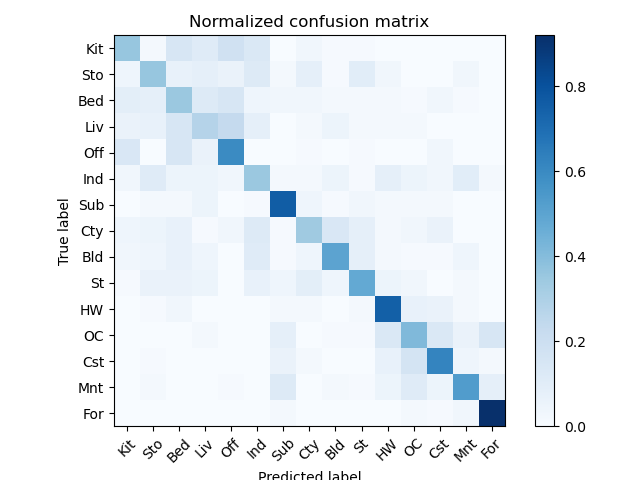 Normalized confusion matrix
True label
Kit
Sto
Bed
Liv
Off
Ind
Sub
Cty
Bld
St
HW
OC
Cst
Mnt
For
Kit Sto Bed Liv Off Ind Sub Cty Bld St HW OC Cst Mnt For
Predicted label
0.8
0.6
0.4
0.2
0.0